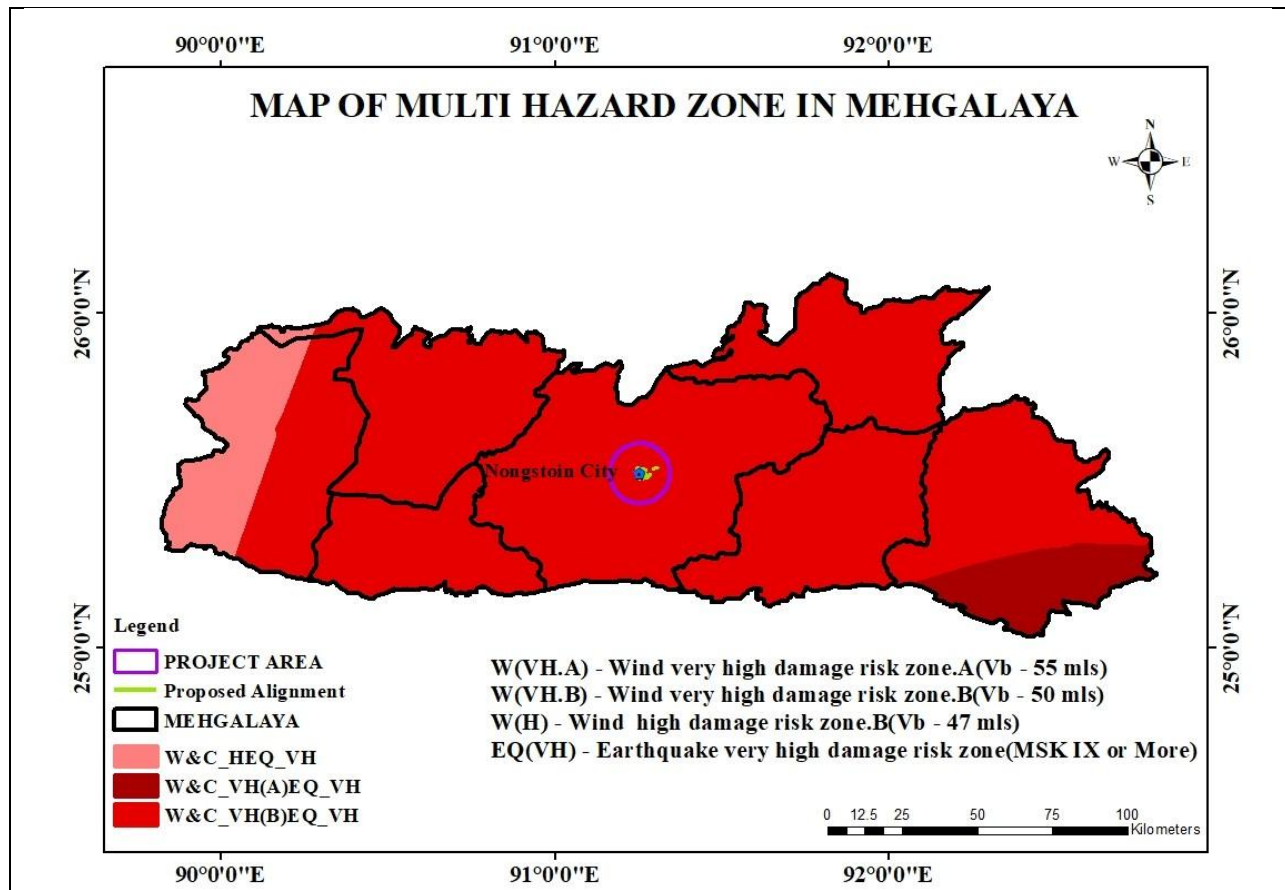 90°0'0"E 91°0'0"E 92°0'0"E
MAP OF MULTI HAZARD ZONE IN MEHGALAYA
N
W E
S
26°0'0"N 26°0'0"N
Nongstoin City
25°0'0"N 25°0'0"N
Legend
PROJECT AREA
Proposed Alignment
MEHGALAYA
W&C_HEQ_VH
W&C_VH(A)EQ_VH
W&C_VH(B)EQ_VH
W(VH.A) - Wind very high damage risk zone.A(Vb - 55 mls)
W(VH.B) - Wind very high damage risk zone.B(Vb - 50 mls)
W(H) - Wind high damage risk zone.B(Vb - 47 mls)
EQ(VH) - Earthquake very high damage risk zone(MSK IX or More)
0 12.5 25 50 75 100
Kilometers
90°0'0"E 91°0'0"E 92°0'0"E